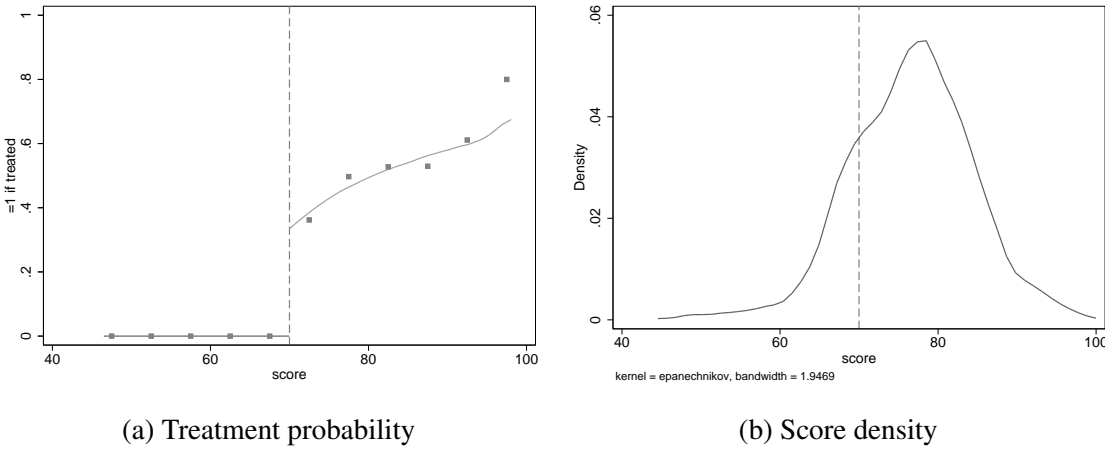 =1 if treated
1
.8
.6
.4
.2
0
40
60
80
100
score
(a) Treatment probability
Density
.06
.04
.02
0
40
60
80
100
score
kernel = epanechnikov, bandwidth = 1.9469
(b) Score density